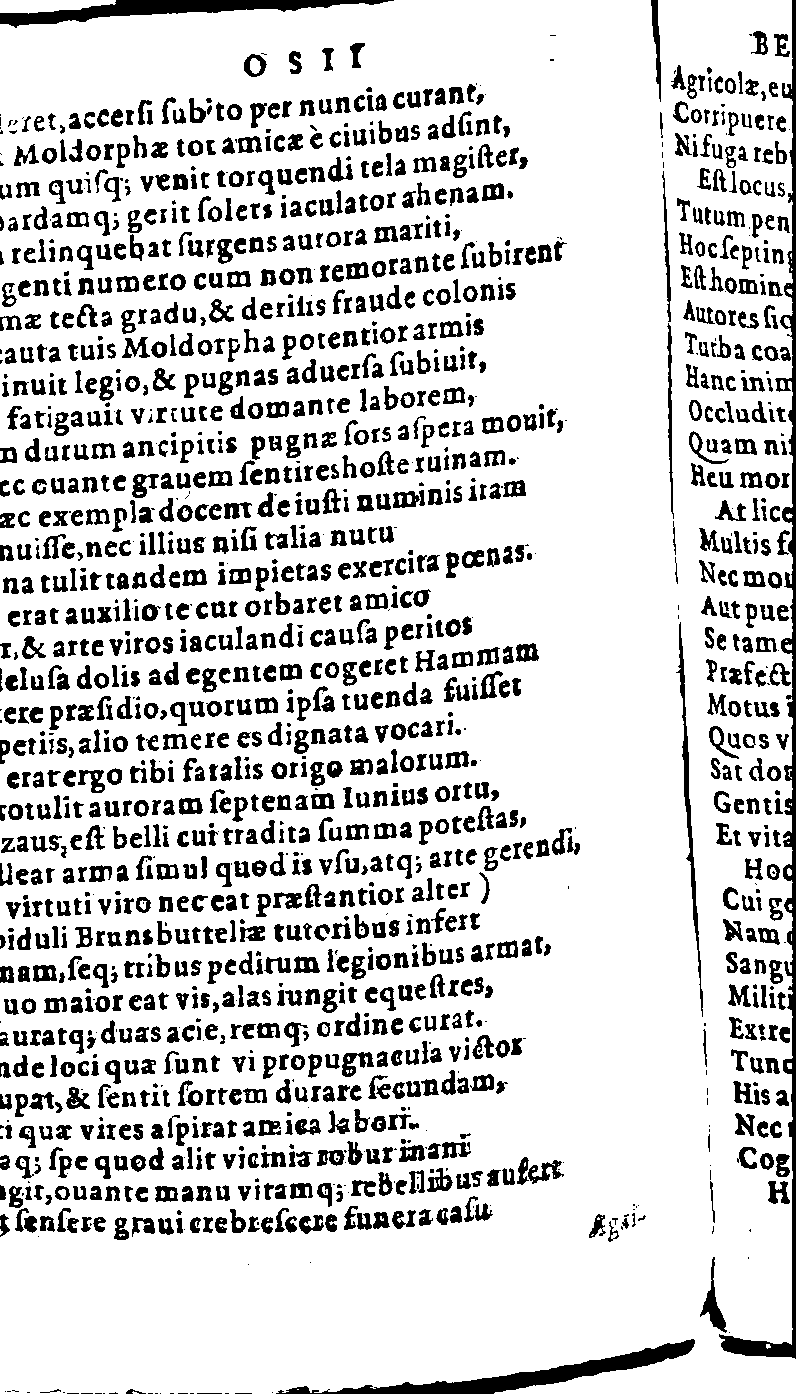 O S I I
eret, accersi subito per nuncia curant,
Moldorphæ tot amicæ è ciuibus adsint,
um quisq; venit torquendi tela magister,
bardamq; gerit solers iaculator ahenam.
relinquebat surgens aurora mariti,
genti numero cum non remorante subirent
mæ tecta gradu, & deritis fraude colonis
cauta tuis Moldorpha potentior armis
inuit legio, & pugnas aduersa subiuit,
fatigauit virtute domante laborem,
n durum ancipitis pugnæ sors aspera mouit,
ec ouante grauem sentires hoste ruinam.
æc exempla docent de iusti numinis iram
nuisse, nec illius nisi talia nutu
na tulit tandem impietas exercita pœnas.
erat auxilio te cur orbaret amico
r, & arte viros iaculandi causa peritos
delusa dolis ad egentem cogeret Hammam
ere præsidio, quorum ipsa tuenda fuisset
petiis, alio temere es dignata vocari.
erat ergo tibi fatalis origo malorum.
rotulit auroram septenam Iunius ortu,
zaus, est belli cui tradita summa potestas,
lleat arma simul quod is vsu, atq; arte gerendi,
virtuti viro nec eat præstantior alter )
piduli Brunsbutteliæ tutoribus infert
nam, seq; tribus peditum legionibus armat,
uo maior eat vis, alas iungit equestres,
auratq; duas acie, remq; ordine curat.
nde loci quæ sunt vi propugnacula victor
upat, & sentit sortem durare secundam,
ti quæ vires aspirat amica labori.
aq; spe quod alit vicinia robur inani
git, ouante manu vitamq; rebellibus aufert
sensere graui crebrescere funera casu
Agri-
BE
Agricolæ, eu
Corripuere
Ni fuga reb
Est locus,
Tutum pen
Hoc septing
Est homine
Autores siq
Turba coa
Hanc inim
Occludit
Quam ni
Heu mor
At lice
Multis f
Nec mou
Aut pue
Se tame
Præfect
Motus i
Quos v
Sat do
Gentis
Et vita
Hoc
Cui ge
Nam
Sangu
Militi
Extre
Tunc
His a
Nec
Cog
H